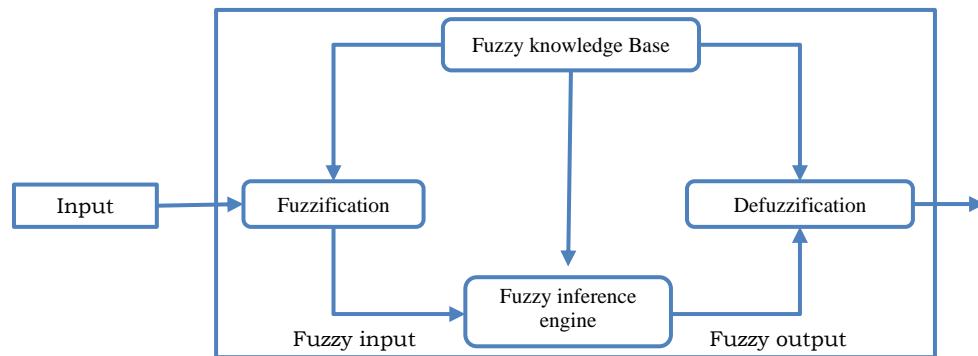 Fuzzy knowledge Base
Input
Fuzzification
Defuzzification
Fuzzy inference
engine
Fuzzy input
Fuzzy output